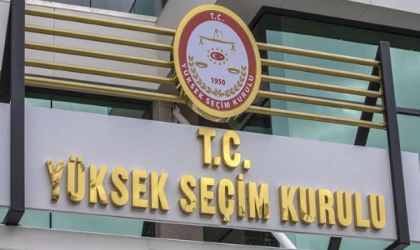 T.C.
YÜKSEK SEÇİM KURULU
1950
T.C.
YÜKSEK SEÇİM KURULU